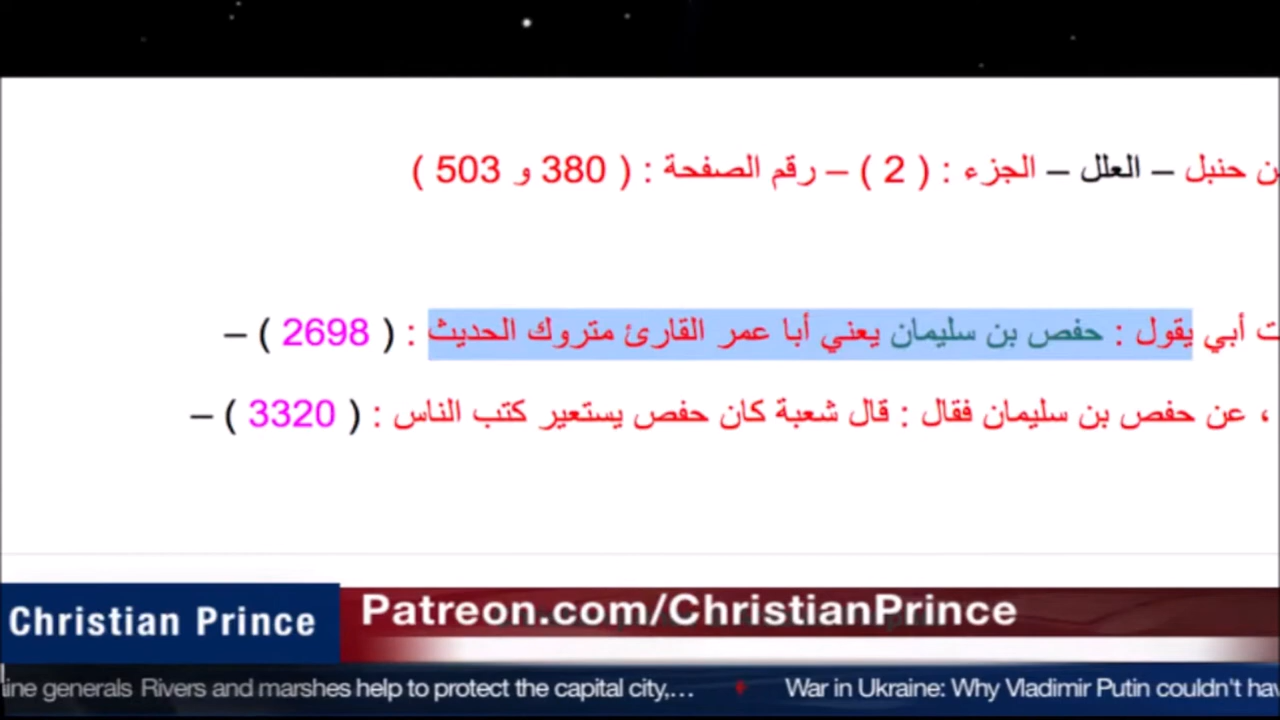 حنبل – العلل – الجزء : ( 2 ) – رقم الصفحة : ( 380 و 503 )
أبي يقول : حفص بن سليمان يعني أبا عمر القارئ متروك الحديث : ( 2698 ) –
، عن حفص بن سليمان فقال : قال شعبة كان حفص يستعير كتب الناس : ( 3320 ) –
Christian Prince
Patreon.com/ChristianPrince
generals Rivers and marshes help to protect the capital city,... War in Ukraine: Why Vladimir Putin couldn't